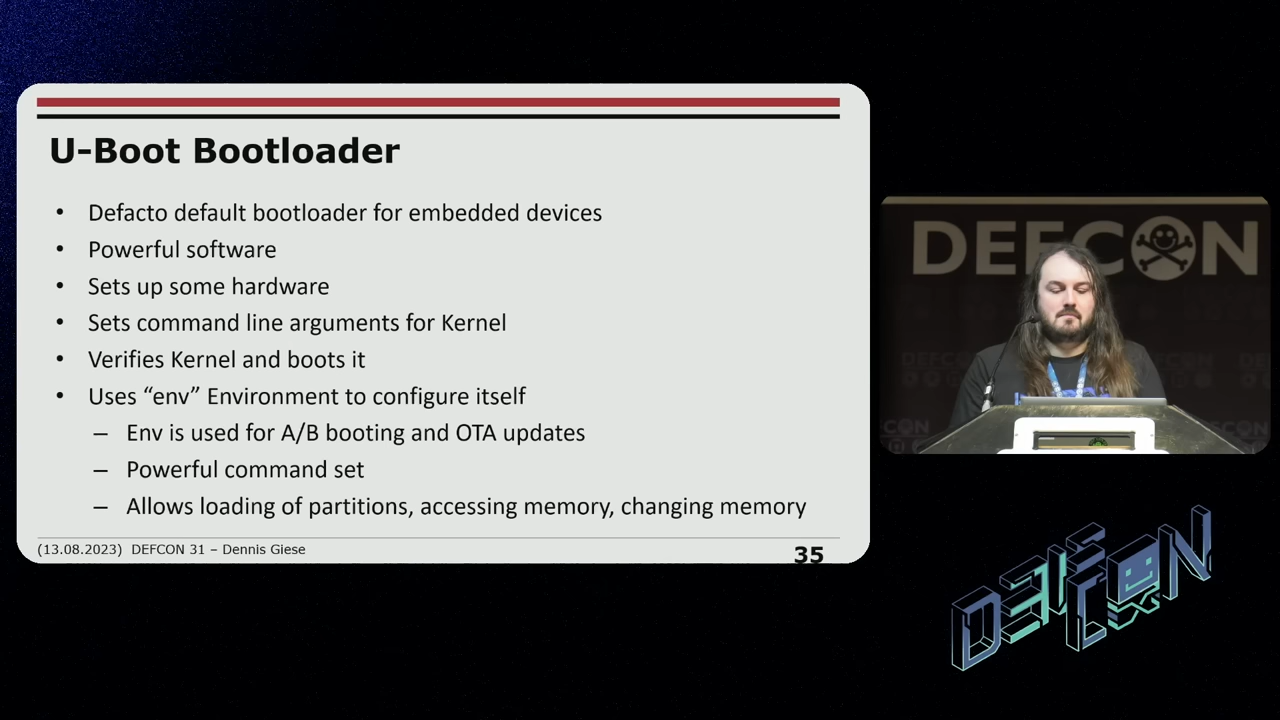 U-Boot Bootloader
• Defacto default bootloader for embedded devices
• Powerful software
• Sets up some hardware
• Sets command line arguments for Kernel
• Verifies Kernel and boots it
• Uses “env” Environment to configure itself
– Env is used for A/B booting and OTA updates
– Powerful command set
– Allows loading of partitions, accessing memory, changing memory
(13.08.2023) DEFCON 31 – Dennis Giese
35
DEFCON
DEFCON